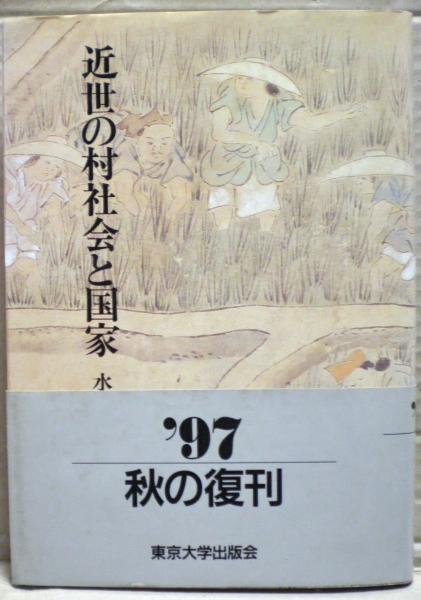 近世の村社会と国家
水
’97
秋の復刊
東京大学出版会